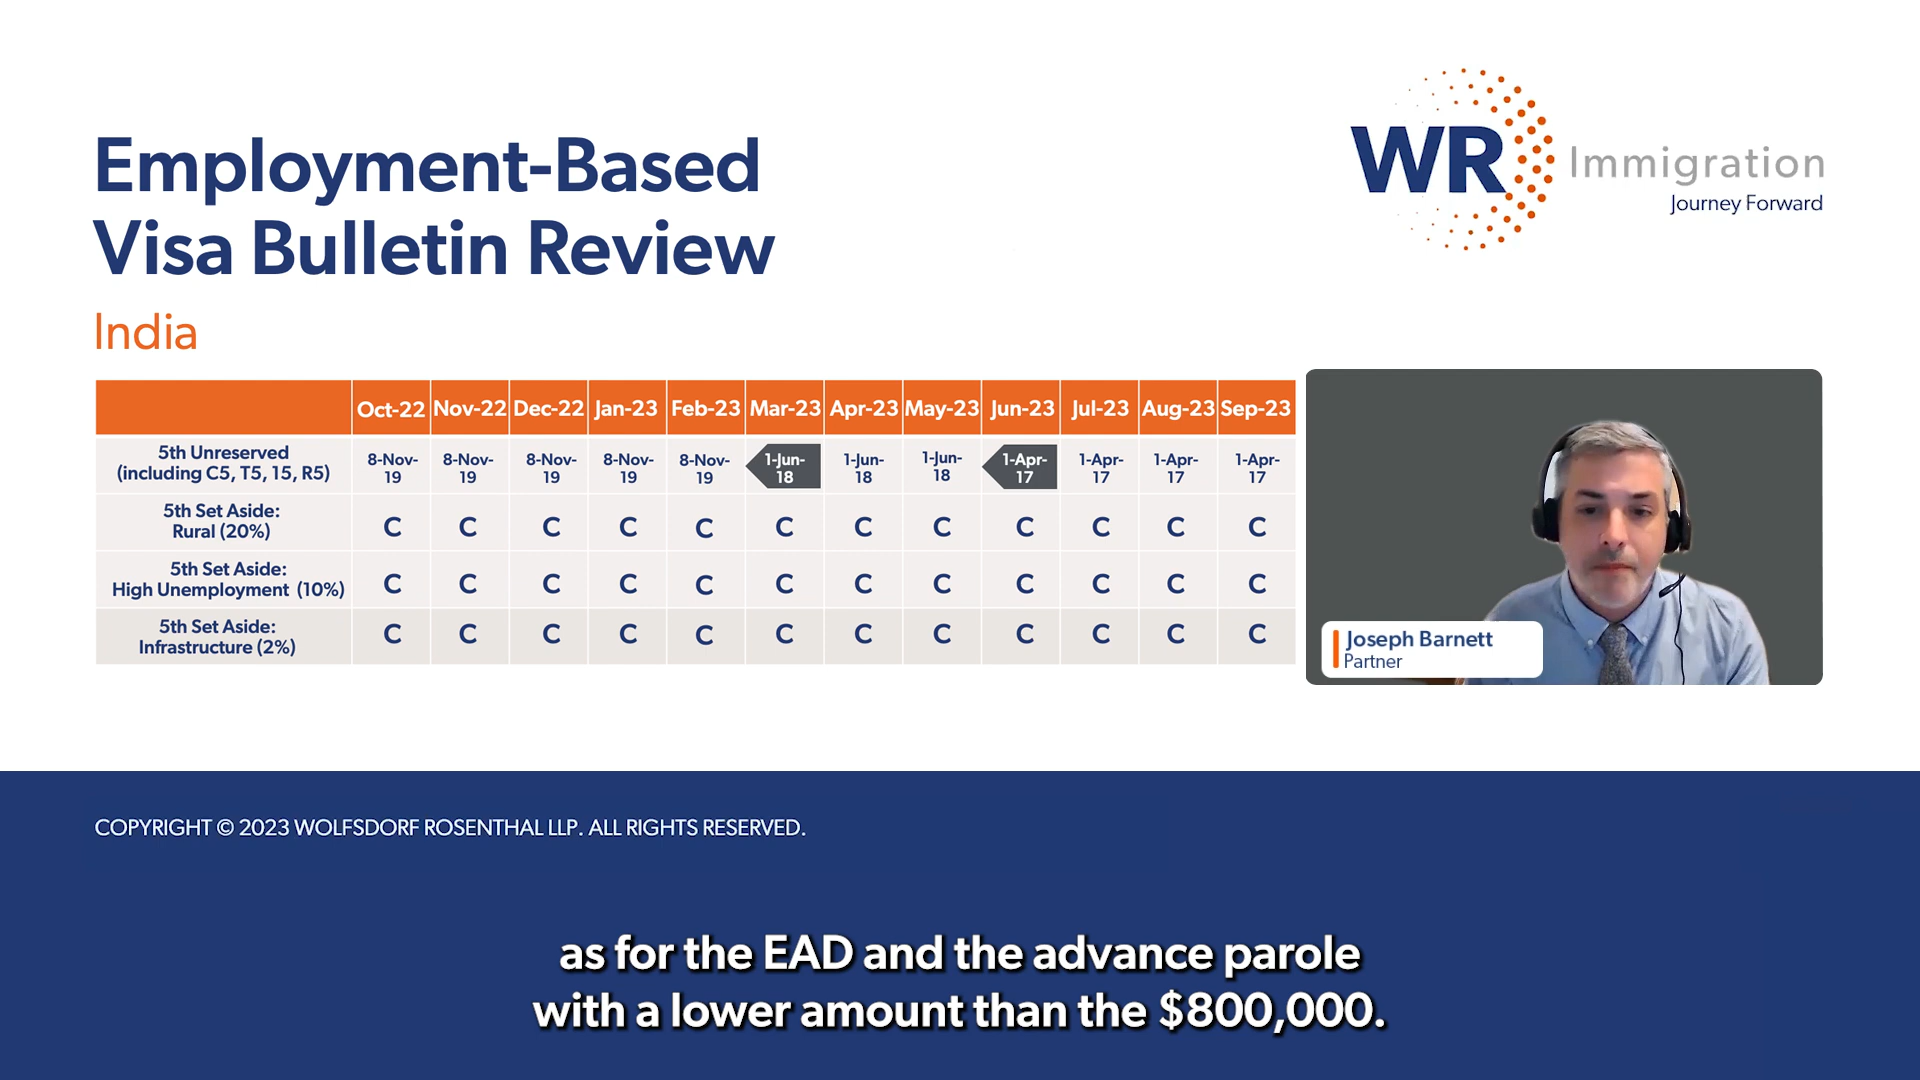 Employment-Based
Visa Bulletin Review
India
WR Immigration
Journey Forward
Oct-22 Nov-22 Dec-22 Jan-23 Feb-23 Mar-23 Apr-23 May-23 Jun-23 Jul-23 Aug-23 Sep-23
5th Unreserved
(including C5, T5, 15, R5)
8-Nov-19 8-Nov-19 8-Nov-19 8-Nov-19 8-Nov-19 1-Jun-18 1-Jun-18 1-Jun-18 1-Apr-17 1-Apr-17 1-Apr-17 1-Apr-17
5th Set Aside:
Rural (20%)
C C C C C C C C C C C C
5th Set Aside:
High Unemployment (10%)
C C C C C C C C C C C C
5th Set Aside:
Infrastructure (2%)
C C C C C C C C C C C C
Joseph Barnett
Partner
COPYRIGHT © 2023 WOLFSDORF ROSENTHAL LLP. ALL RIGHTS RESERVED.
as for the EAD and the advance parole
with a lower amount than the $800,000.